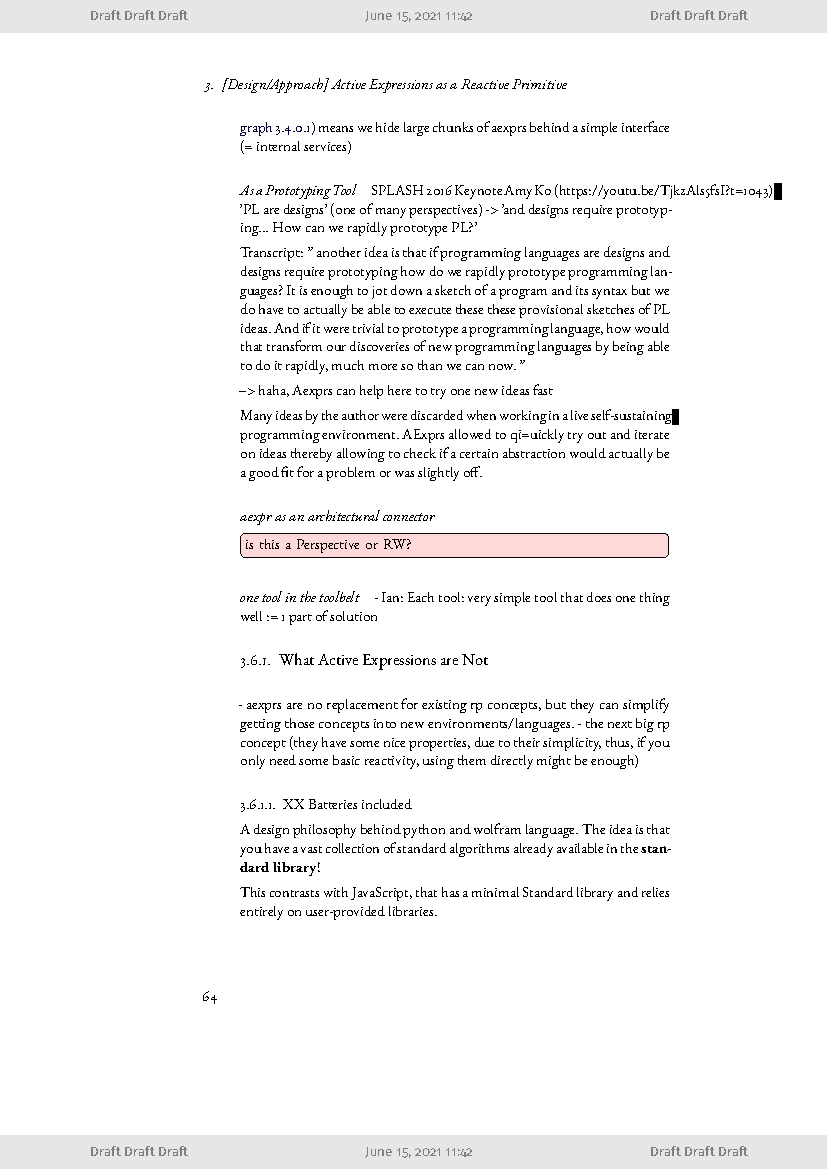 Draft Draft Draft June 15, 2021 11:42 Draft Draft Draft
3. [Design/Approach] Active Expressions as a Reactive Primitive
graph 3.4.0.1) means we hide large chunks of aexprs behind a simple interface
(= internal services)
As a Prototyping Tool SPLASH 2016 Keynote Amy Ko (https://youtu.be/TjkzAls5fsI?t=1043)
'PL are designs' (one of many perspectives) -> 'and designs require prototyp-
ing... How can we rapidly prototype PL?'
Transcript: ” another idea is that if programming languages are designs and
designs require prototyping how do we rapidly prototype programming lan-
guages? It is enough to jot down a sketch of a program and its syntax but we
do have to actually be able to execute these these provisional sketches of PL
ideas. And if it were trivial to prototype a programming language, how would
that transform our discoveries of new programming languages by being able
to do it rapidly, much more so than we can now. ”
–> haha, Aexprs can help here to try one new ideas fast
Many ideas by the author were discarded when working in a live self-sustaining
programming environment. AExprs allowed to qi=uickly try out and iterate
on ideas thereby allowing to check if a certain abstraction would actually be
a good fit for a problem or was slightly off.
aexpr as an architectural connector
is this a Perspective or RW?
one tool in the toolbelt - Ian: Each tool: very simple tool that does one thing
well := 1 part of solution
3.6.1. What Active Expressions are Not
- aexprs are no replacement for existing rp concepts, but they can simplify
getting those concepts into new environments/languages. - the next big rp
concept (they have some nice properties, due to their simplicity, thus, if you
only need some basic reactivity, using them directly might be enough)
3.6.1.1. XX Batteries included
A design philosophy behind python and wolfram language. The idea is that
you have a vast collection of standard algorithms already available in the stan-
dard library!
This contrasts with JavaScript, that has a minimal Standard library and relies
entirely on user-provided libraries.
64
Draft Draft Draft June 15, 2021 11:42 Draft Draft Draft